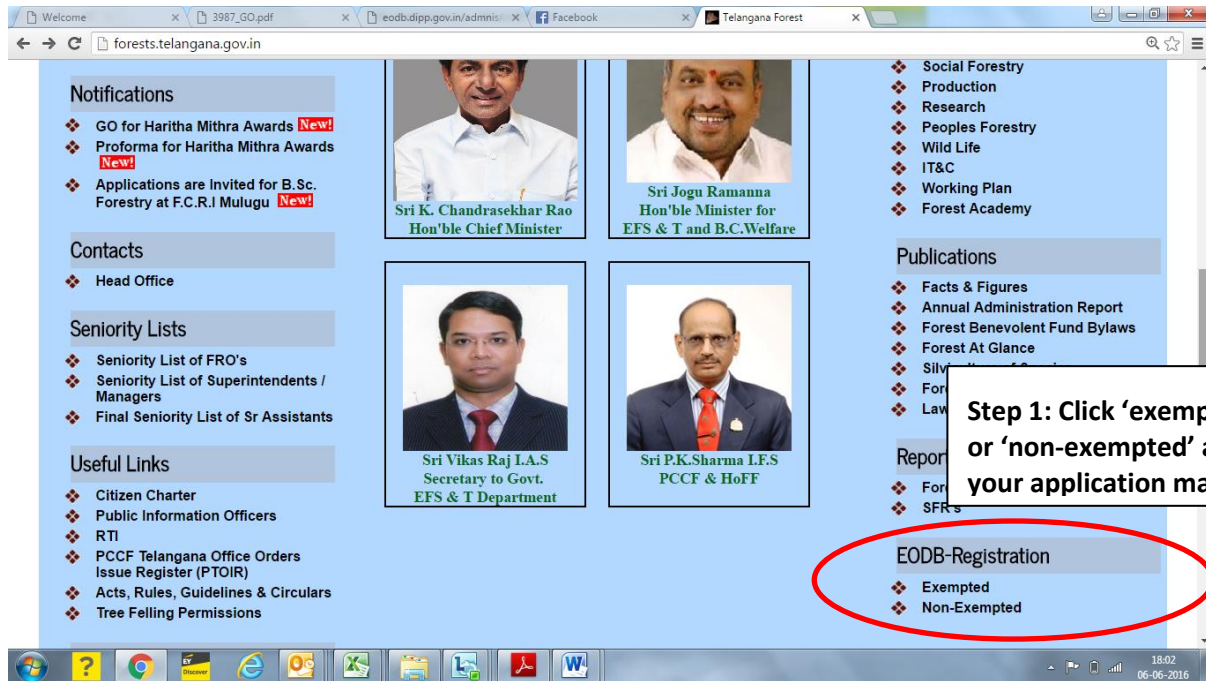 Welcome
3987_GO.pdf
eodb.dipp.gov.in/admnis
Facebook
Telangana Forest
forests.telangana.gov.in
Notifications
GO for Haritha Mithra Awards New!
Proforma for Haritha Mithra Awards
New!
Applications are Invited for B.Sc.
Forestry at F.C.R.I Mulugu New!
Contacts
Head Office
Seniority Lists
Seniority List of FRO's
Seniority List of Superintendents /
Managers
Final Seniority List of Sr Assistants
Useful Links
Citizen Charter
Public Information Officers
RTI
PCCF Telangana Office Orders
Issue Register (PTOIR)
Acts, Rules, Guidelines & Circulars
Tree Felling Permissions
Sri K. Chandrasekhar Rao
Hon'ble Chief Minister
Sri Jogu Ramanna
Hon'ble Minister for
EFS & T and B.C.Welfare
Sri Vikas Raj I.A.S
Secretary to Govt.
EFS & T Department
Sri P.K.Sharma I.F.S
PCCF & HoFF
Social Forestry
Production
Research
Peoples Forestry
Wild Life
IT&C
Working Plan
Forest Academy
Publications
Facts & Figures
Annual Administration Report
Forest Benevolent Fund Bylaws
Forest At Glance
Law
Step 1: Click ‘exemp
or ‘non-exempted’ a
your application ma
Report
For
SFR's
EODB-Registration
Exempted
Non-Exempted
EY
Discover
18:02
06-06-2016